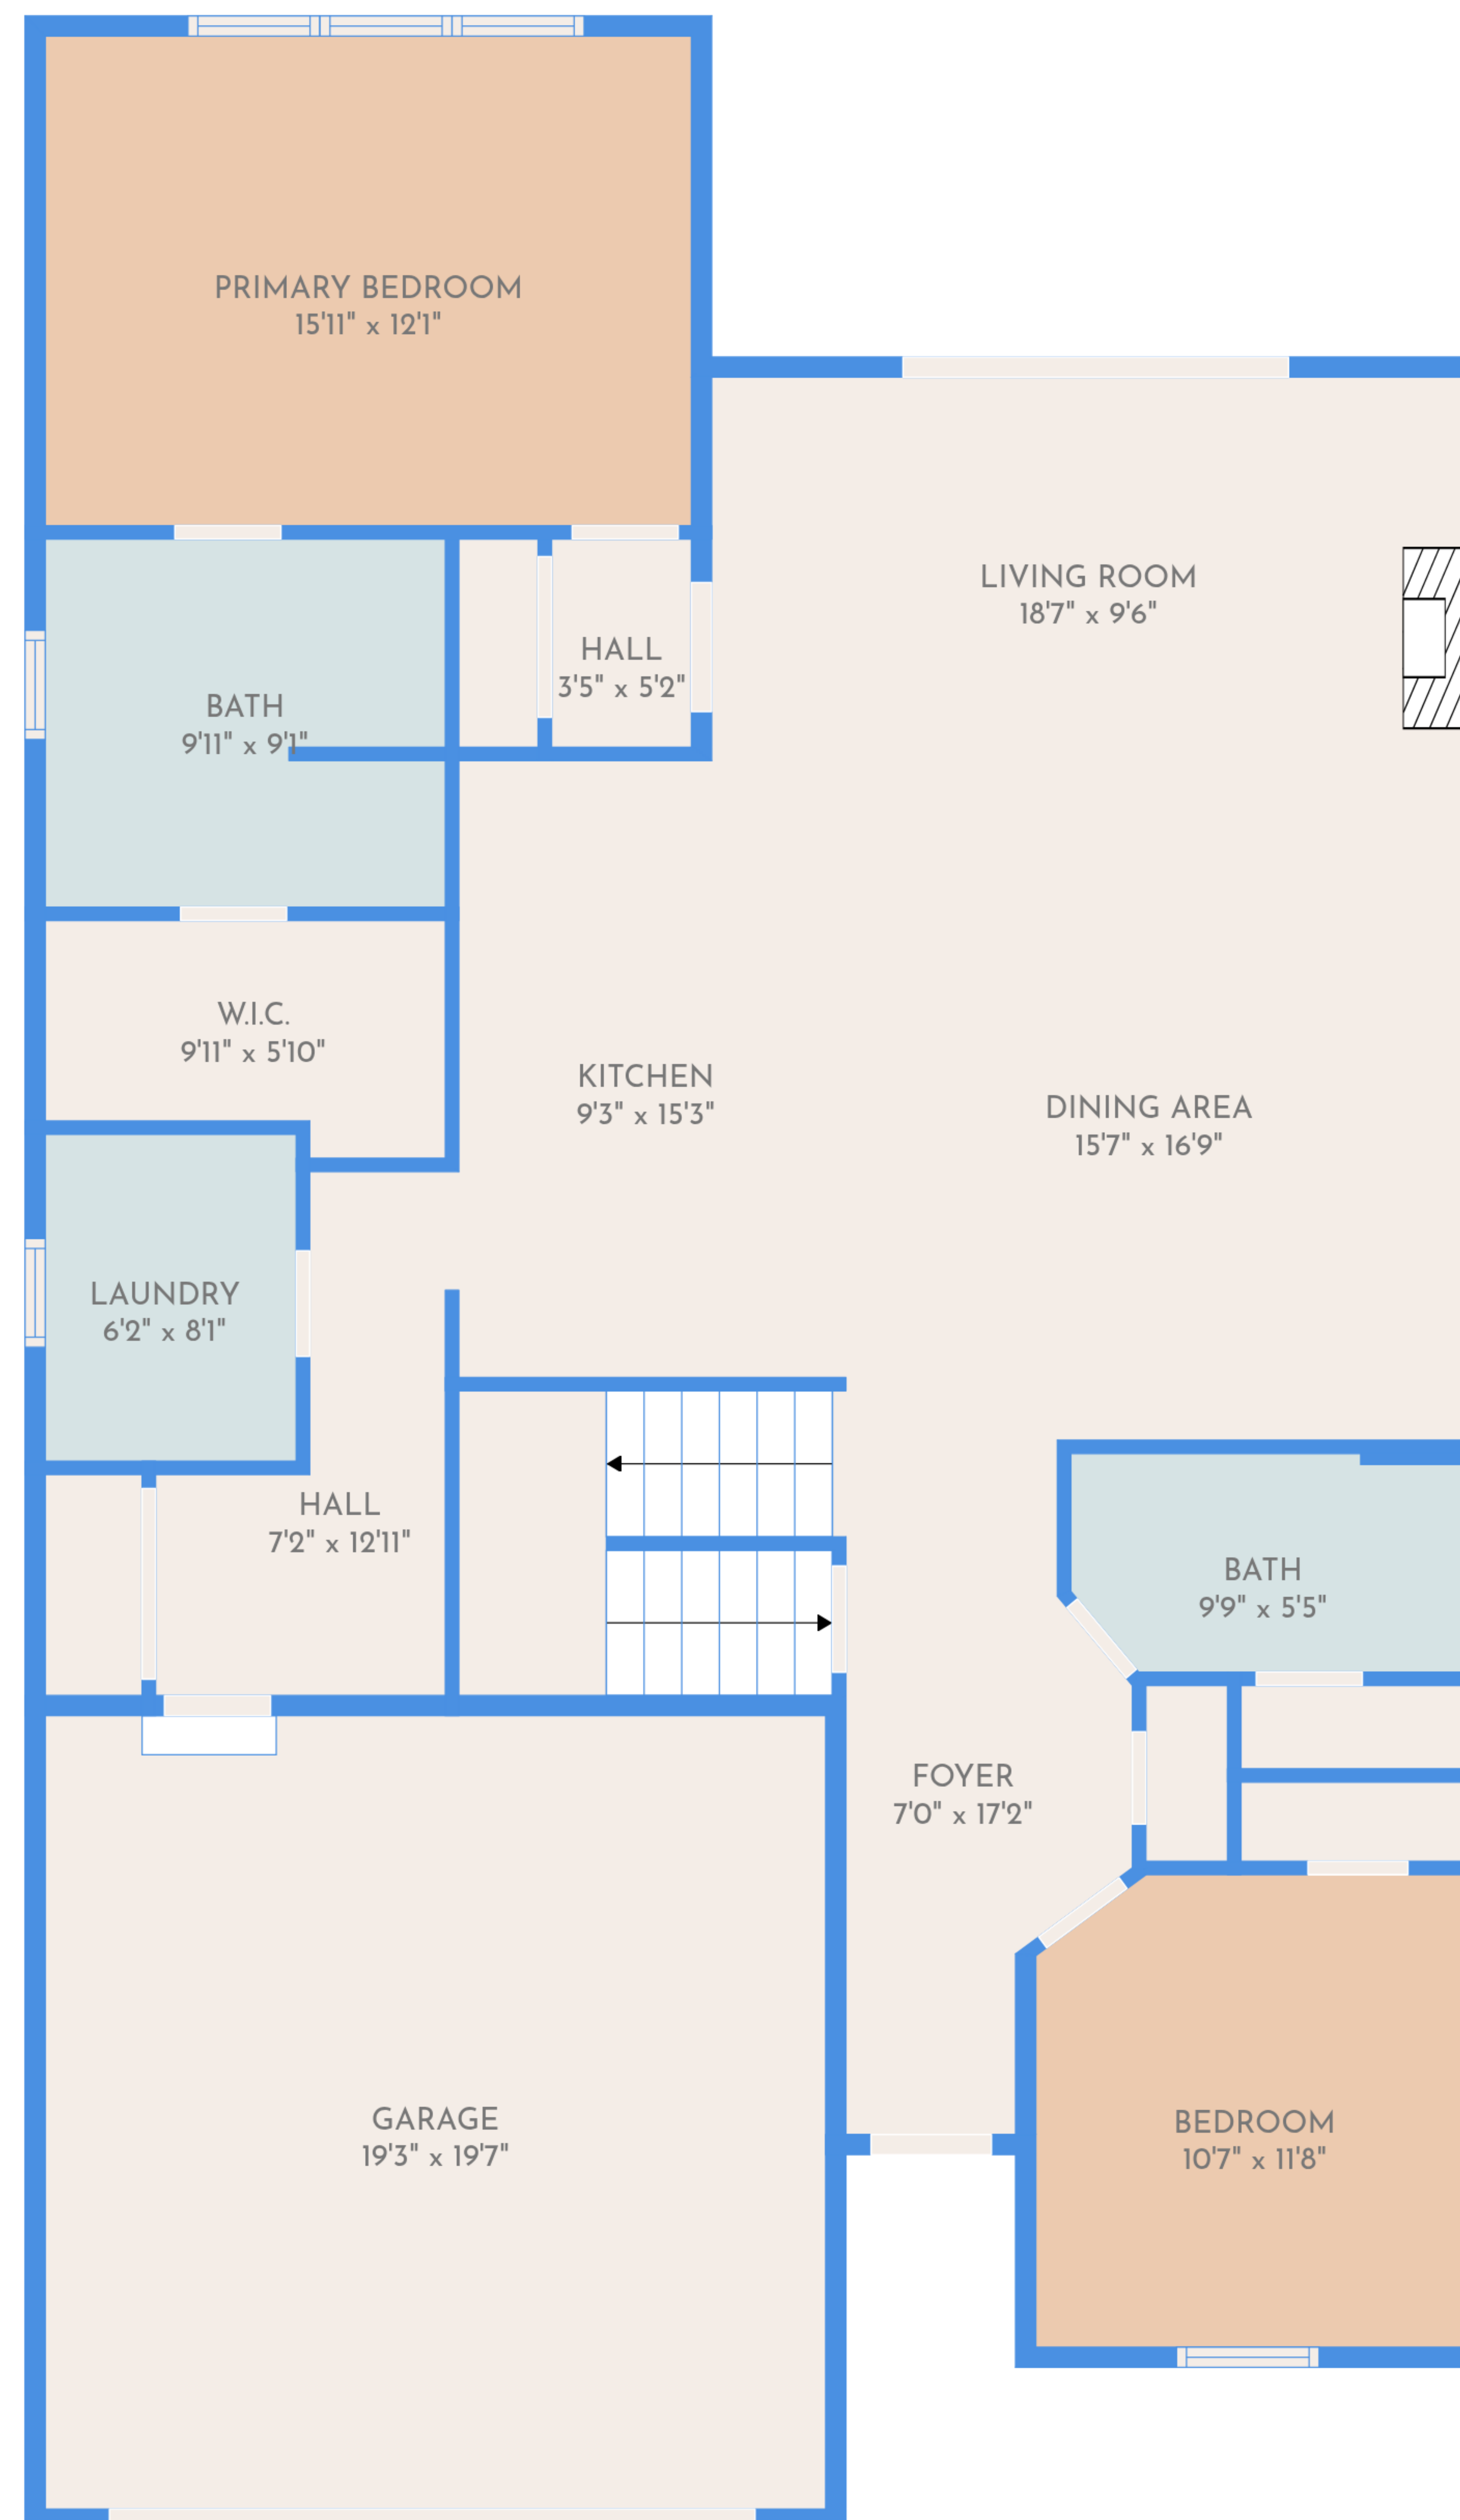 PRIMARY BEDROOM
15'11" x 12'1"
LIVING ROOM
18'7" x 9'6"
HALL
3'5" x 5'2"
BATH
9'11" x 9'1"
W.I.C.
9'11" x 5'10"
KITCHEN
9'3" x 15'3"
DINING AREA
15'7" x 16'9"
LAUNDRY
6'2" x 8'1"
HALL
7'2" x 12'11"
BATH
9'9" x 5'5"
FOYER
7'0" x 17'2"
GARAGE
19'3" x 19'7"
BEDROOM
10'7" x 11'8"